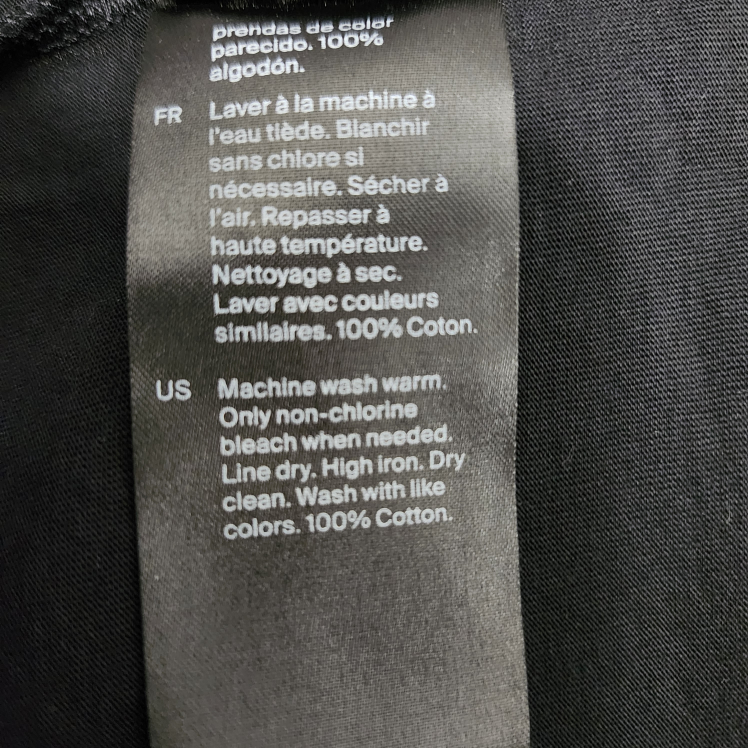 prendas de color
parecido. 100%
algodón.
FR Laver à la machine à
l'eau tiède. Blanchir
sans chlore si
nécessaire. Sécher à
l'air. Repasser à
haute température.
Nettoyage à sec.
Laver avec couleurs
similaires. 100% Coton.
US Machine wash warm.
Only non-chlorine
bleach when needed.
Line dry. High iron. Dry
clean. Wash with like
colors. 100% Cotton.